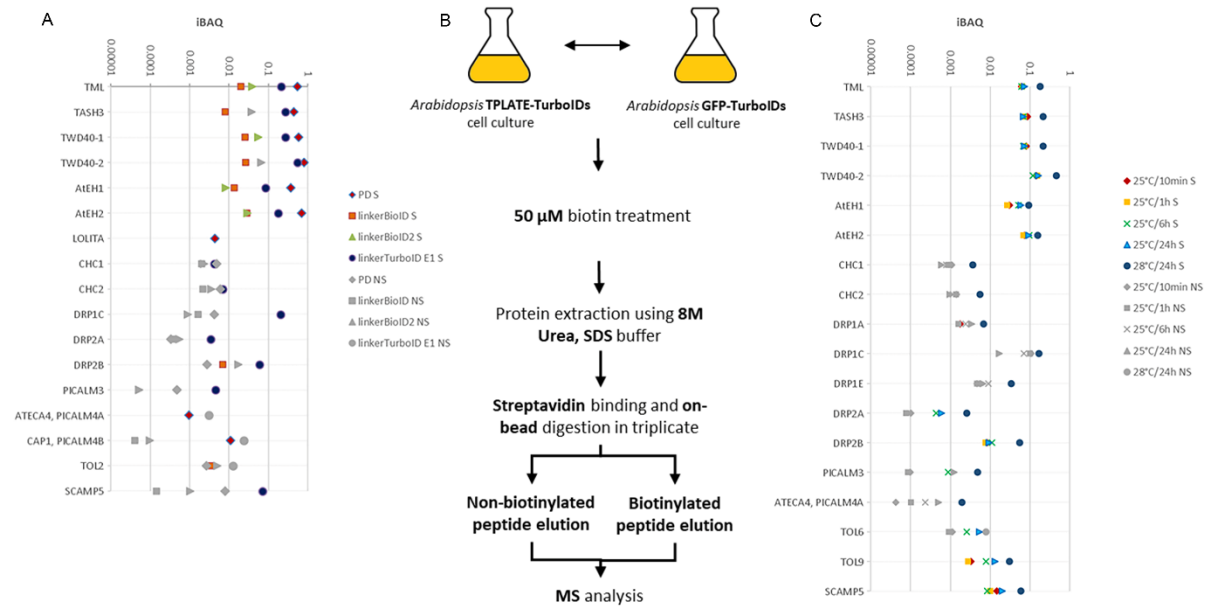 A
iBAQ
0.00001
0.0001
0.001
0.01
0.1
1
TML
TASH3
TWD40-1
TWD40-2
AtEH1
AtEH2
LOLITA
CHC1
CHC2
DRP1C
DRP2A
DRP2B
PICALM3
ATECA4, PICALM4A
CAP1, PICALM4B
TOL2
SCAMP5
PD S
linkerBioID S
linkerBioID2 S
linkerTurboID E1 S
PD NS
linkerBioID NS
linkerBioID2 NS
linkerTurboID E1 NS
B
Arabidopsis TPLATE-TurboIDs
cell culture
Arabidopsis GFP-TurboIDs
cell culture
50 µM biotin treatment
Protein extraction using 8M
Urea, SDS buffer
Streptavidin binding and on-
bead digestion in triplicate
Non-biotinylated
peptide elution
Biotinylated
peptide elution
MS analysis
C
iBAQ
0.00001
0.0001
0.001
0.01
0.1
1
TML
TASH3
TWD40-1
TWD40-2
AtEH1
AtEH2
CHC1
CHC2
DRP1A
DRP1C
DRP1E
DRP2A
DRP2B
PICALM3
ATECA4, PICALM4A
TOL6
TOL9
SCAMP5
25°C/10min S
25°C/1h S
25°C/6h S
25°C/24h S
28°C/24h S
25°C/10min NS
25°C/1h NS
25°C/6h NS
25°C/24h NS
28°C/24h NS